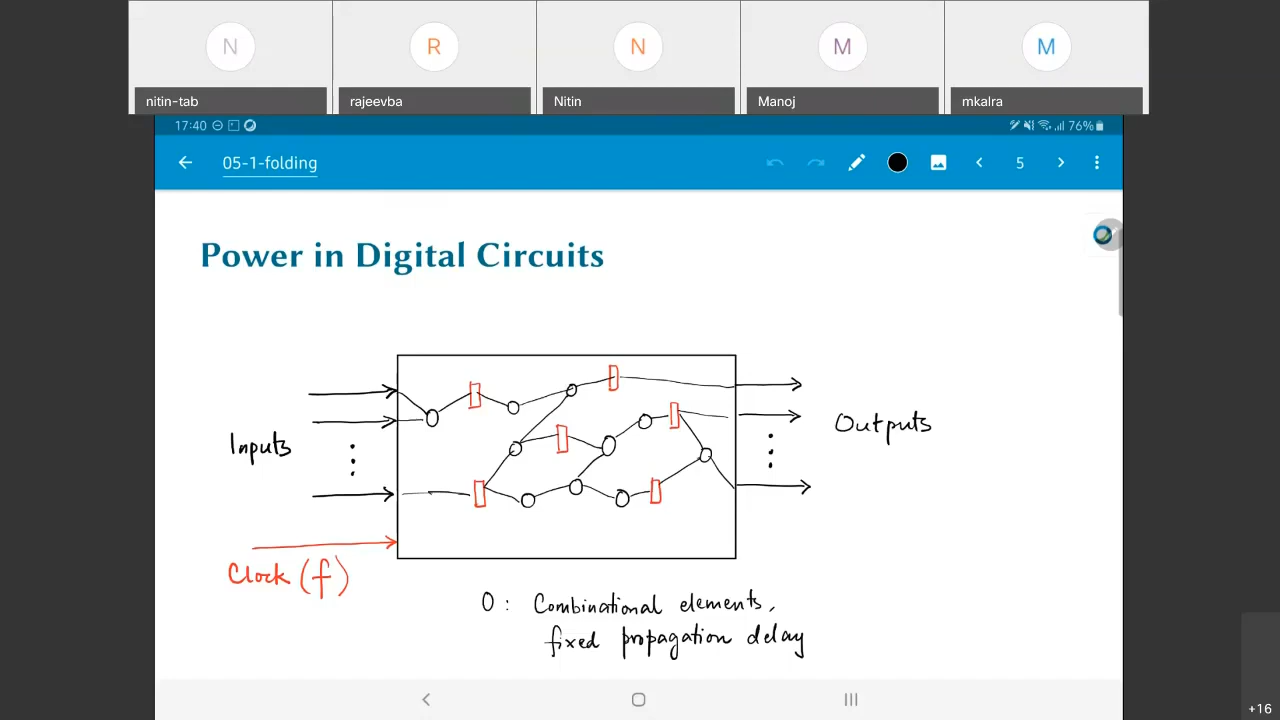 N
R
N
M
M
nitin-tab
rajeevba
Nitin
Manoj
mkalra
17:40
76%
05-1-folding
5
Power in Digital Circuits
Inputs
Outputs
Clock (f)
O : Combinational elements,
fixed propagation delay
+16